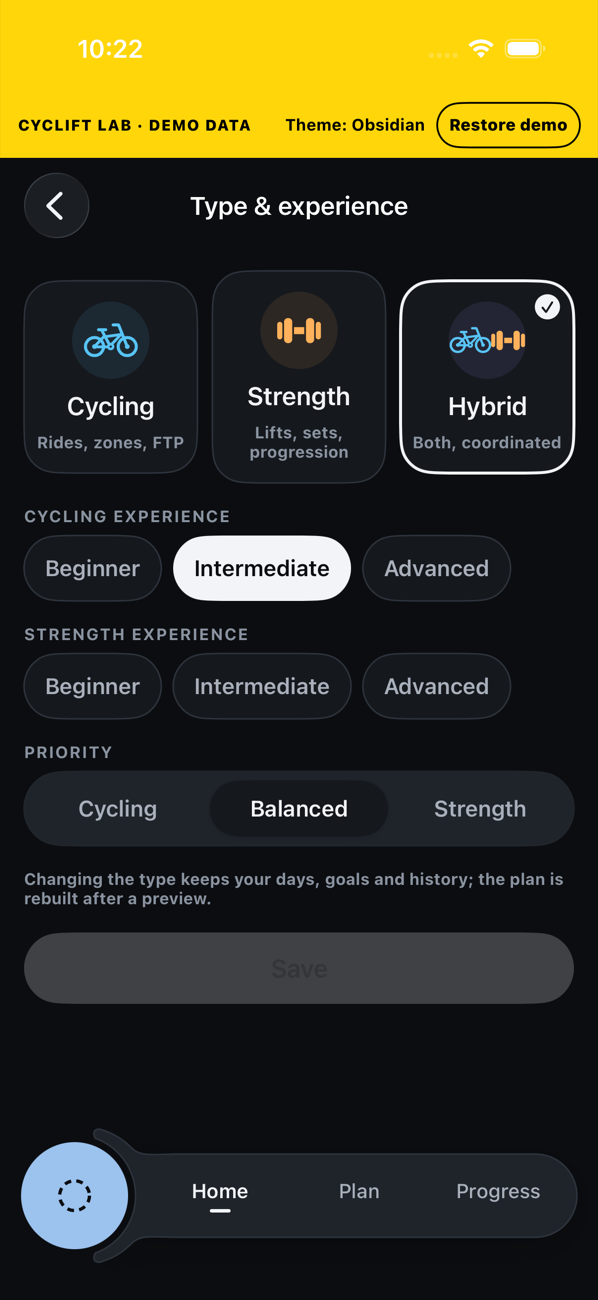 10:22
CYCLIFT LAB · DEMO DATA
Theme: Obsidian
Restore demo
Type & experience
Cycling
Rides, zones, FTP
Strength
Lifts, sets,
progression
Hybrid
Both, coordinated
CYCLING EXPERIENCE
Beginner
Intermediate
Advanced
STRENGTH EXPERIENCE
Beginner
Intermediate
Advanced
PRIORITY
Cycling
Balanced
Strength
Changing the type keeps your days, goals and history; the plan is
rebuilt after a preview.
Save
Home
Plan
Progress